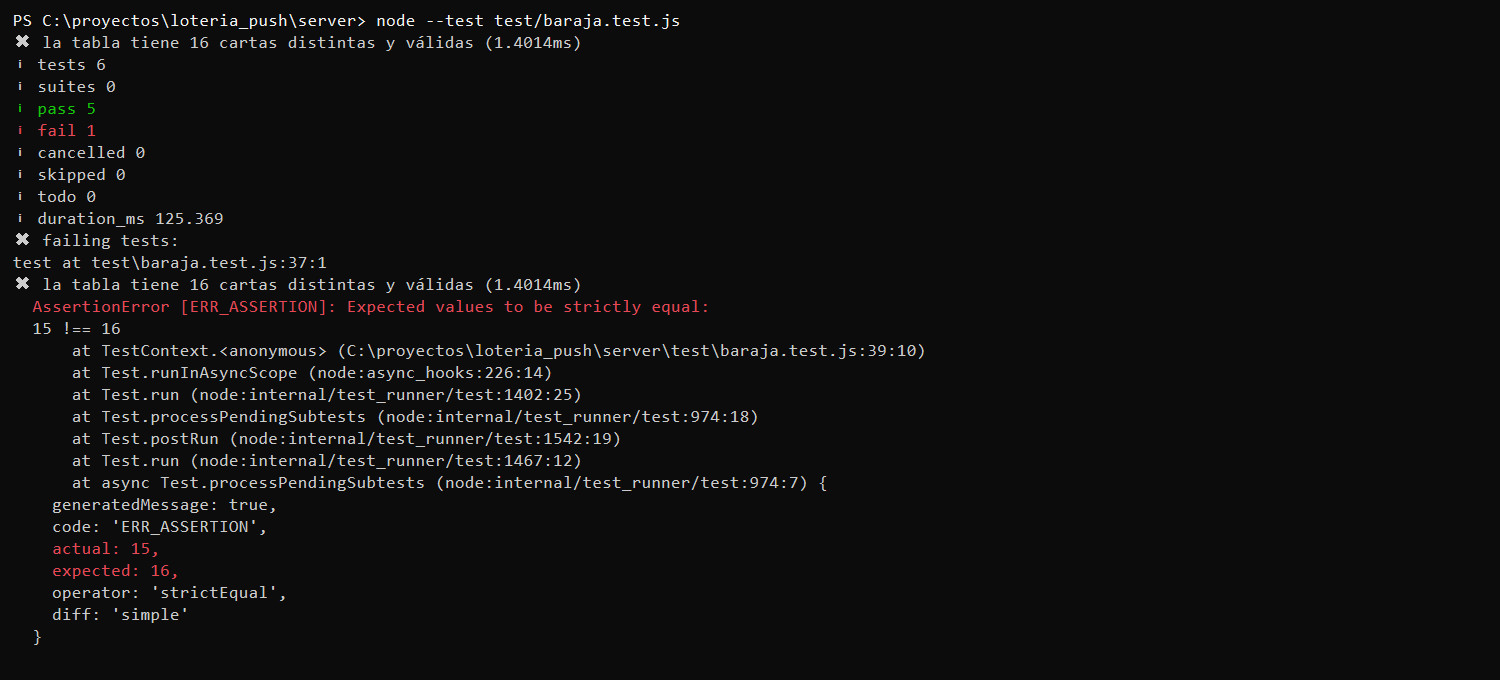 PS C:\proyectos\loteria_push\server> node --test test/baraja.test.js
✖ la tabla tiene 16 cartas distintas y válidas (1.4014ms)
ℹ tests 6
ℹ suites 0
ℹ pass 5
ℹ fail 1
ℹ cancelled 0
ℹ skipped 0
ℹ todo 0
ℹ duration_ms 125.369
✖ failing tests:
test at test\baraja.test.js:37:1
✖ la tabla tiene 16 cartas distintas y válidas (1.4014ms)
  AssertionError [ERR_ASSERTION]: Expected values to be strictly equal:
  15 !== 16
      at TestContext.<anonymous> (C:\proyectos\loteria_push\server\test\baraja.test.js:39:10)
      at Test.runInAsyncScope (node:async_hooks:226:14)
      at Test.run (node:internal/test_runner/test:1402:25)
      at Test.processPendingSubtests (node:internal/test_runner/test:974:18)
      at Test.postRun (node:internal/test_runner/test:1542:19)
      at Test.run (node:internal/test_runner/test:1467:12)
      at async Test.processPendingSubtests (node:internal/test_runner/test:974:7) {
    generatedMessage: true,
    code: 'ERR_ASSERTION',
    actual: 15,
    expected: 16,
    operator: 'strictEqual',
    diff: 'simple'
  }